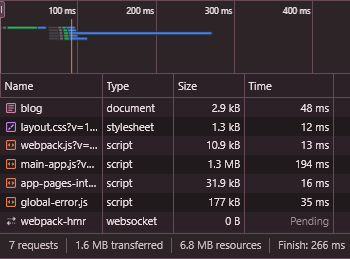 100 ms 200 ms 300 ms 400 ms
Name Type Size Time
blog document 2.9 kB 48 ms
layout.css?v=1... stylesheet 1.3 kB 12 ms
webpack.js?v=... script 10.9 kB 13 ms
main-app.js?v... script 1.3 MB 194 ms
app-pages-int... script 31.9 kB 16 ms
global-error.js script 177 kB 35 ms
webpack-hmr websocket 0 B Pending
7 requests 1.6 MB transferred 6.8 MB resources Finish: 266 ms